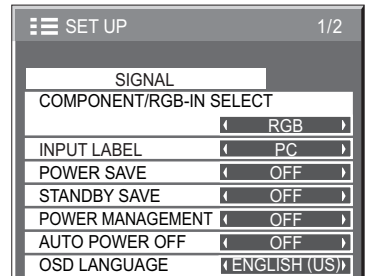 SET UP 1/2
SIGNAL
COMPONENT/RGB-IN SELECT
RGB
INPUT LABEL PC
POWER SAVE OFF
STANDBY SAVE OFF
POWER MANAGEMENT OFF
AUTO POWER OFF OFF
OSD LANGUAGE ENGLISH (US)